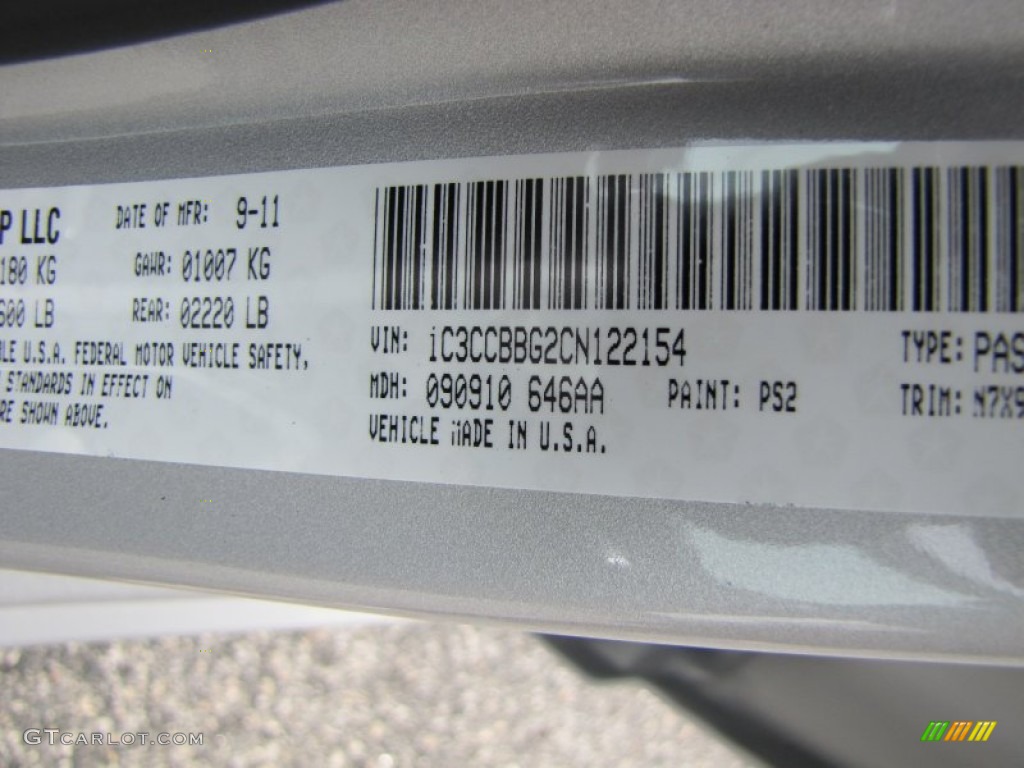 P LLC
DATE OF MFR: 9-11
180 KG
GAWR: 01007 KG
600 LB
REAR: 02220 LB
U.S.A. FEDERAL MOTOR VEHICLE SAFETY,
STANDARDS IN EFFECT ON
SHOWN ABOVE.
VIN: 1C3CCBBG2CN122154
TYPE: PAS
MDH: 090910 646AA
PAINT: PS2
TRIM: N7X9
VEHICLE MADE IN U.S.A.
GTCARLOT.COM